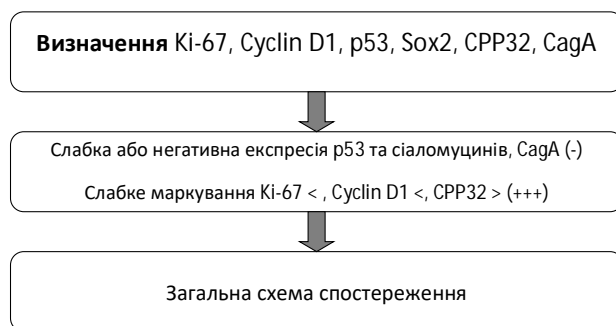 Визначення Ki-67, Cyclin D1, p53, Sox2, CPP32, CagA
Слабка або негативна експресія p53 та сіаломуцинів, CagA (-)
Слабке маркування Ki-67 < , Cyclin D1 <, CPP32 > (+++)
Загальна схема спостереження